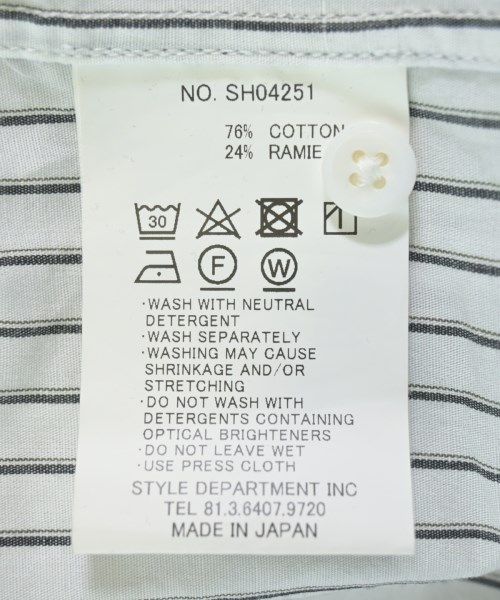 NO. SH04251
76% COTTON
24% RAMIE
30
F W
·WASH WITH NEUTRAL
DETERGENT
·WASH SEPARATELY
·WASHING MAY CAUSE
SHRINKAGE AND/OR
STRETCHING
·DO NOT WASH WITH
DETERGENTS CONTAINING
OPTICAL BRIGHTENERS
·DO NOT LEAVE WET
·USE PRESS CLOTH
STYLE DEPARTMENT INC
TEL 81.3.6407.9720
MADE IN JAPAN